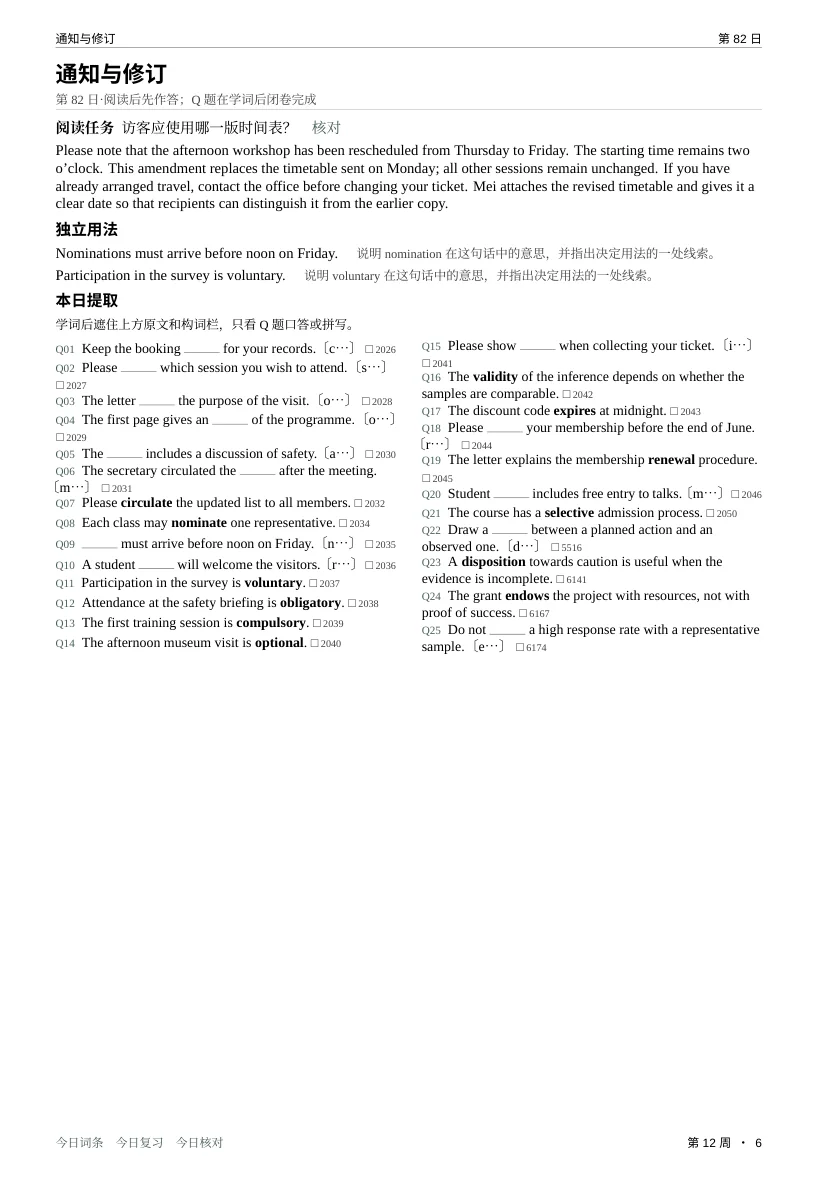 通知与修订 第 82 日
通知与修订
第 82 日·阅读后先作答；Q 题在学词后闭卷完成
阅读任务 访客应使用哪一版时间表？ 核对
Please note that the afternoon workshop has been rescheduled from Thursday to Friday. The starting time remains two
o’clock. This amendment replaces the timetable sent on Monday; all other sessions remain unchanged. If you have
already arranged travel, contact the office before changing your ticket. Mei attaches the revised timetable and gives it a
clear date so that recipients can distinguish it from the earlier copy.
独立用法
Nominations must arrive before noon on Friday. 说明 nomination 在这句话中的意思，并指出决定用法的一处线索。
Participation in the survey is voluntary. 说明 voluntary 在这句话中的意思，并指出决定用法的一处线索。
本日提取
学词后遮住上方原文和构词栏，只看 Q 题口答或拼写。
Q01 Keep the booking _____ for your records.〔c···〕 □ 2026
Q02 Please _____ which session you wish to attend.〔s···〕
□ 2027
Q03 The letter _____ the purpose of the visit.〔o···〕 □ 2028
Q04 The first page gives an _____ of the programme.〔o···〕
□ 2029
Q05 The _____ includes a discussion of safety.〔a···〕 □ 2030
Q06 The secretary circulated the _____ after the meeting.
〔m···〕 □ 2031
Q07 Please circulate the updated list to all members. □ 2032
Q08 Each class may nominate one representative. □ 2034
Q09 _____ must arrive before noon on Friday.〔n···〕 □ 2035
Q10 A student _____ will welcome the visitors.〔r···〕 □ 2036
Q11 Participation in the survey is voluntary. □ 2037
Q12 Attendance at the safety briefing is obligatory. □ 2038
Q13 The first training session is compulsory. □ 2039
Q14 The afternoon museum visit is optional. □ 2040
Q15 Please show _____ when collecting your ticket.〔i···〕
□ 2041
Q16 The validity of the inference depends on whether the
samples are comparable. □ 2042
Q17 The discount code expires at midnight. □ 2043
Q18 Please _____ your membership before the end of June.
〔r···〕 □ 2044
Q19 The letter explains the membership renewal procedure.
□ 2045
Q20 Student _____ includes free entry to talks.〔m···〕 □ 2046
Q21 The course has a selective admission process. □ 2050
Q22 Draw a _____ between a planned action and an
observed one.〔d···〕 □ 5516
Q23 A disposition towards caution is useful when the
evidence is incomplete. □ 6141
Q24 The grant endows the project with resources, not with
proof of success. □ 6167
Q25 Do not _____ a high response rate with a representative
sample.〔e···〕 □ 6174
今日词条 今日复习 今日核对 第 12 周 · 6